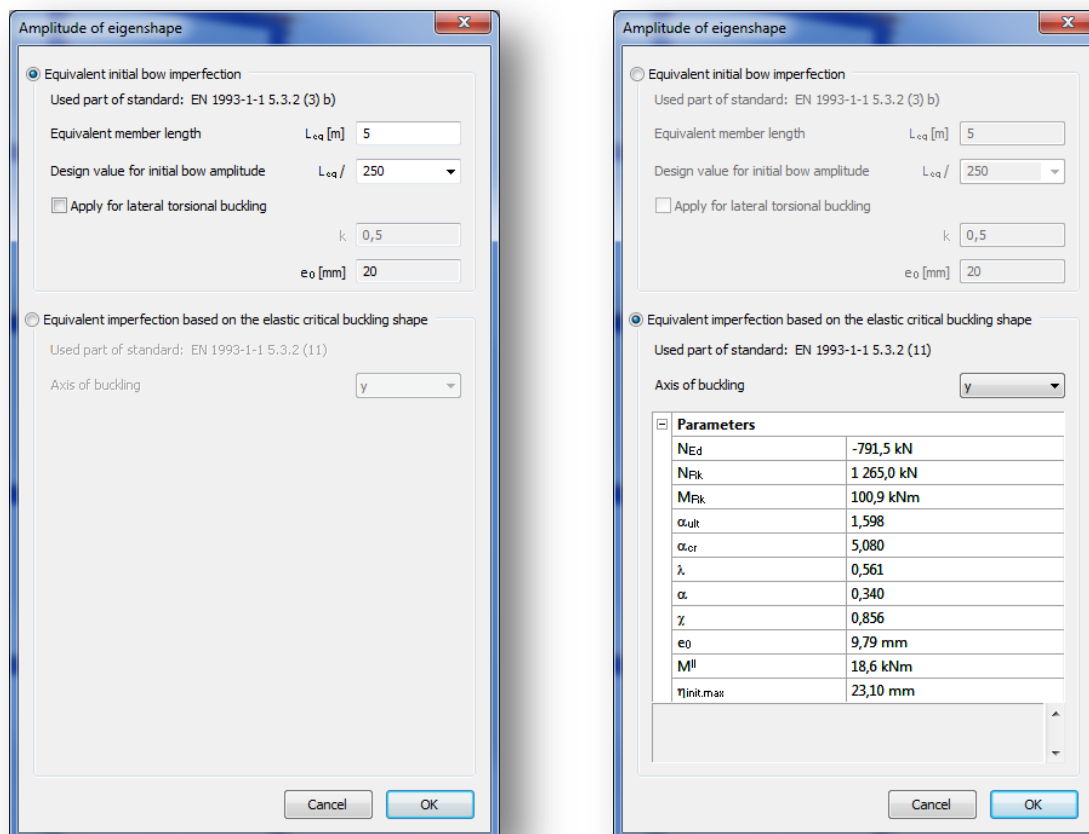 Amplitude of eigenshape
Equivalent initial bow imperfection
Used part of standard: EN 1993-1-1 5.3.2 (3) b)
Equivalent member length Leq [m] 5
Design value for initial bow amplitude Leq / 250
Apply for lateral torsional buckling
k 0,5
e0 [mm] 20
Equivalent imperfection based on the elastic critical buckling shape
Used part of standard: EN 1993-1-1 5.3.2 (11)
Axis of buckling y
Cancel OK
Amplitude of eigenshape
Equivalent initial bow imperfection
Used part of standard: EN 1993-1-1 5.3.2 (3) b)
Equivalent member length Leq [m] 5
Design value for initial bow amplitude Leq / 250
Apply for lateral torsional buckling
k 0,5
e0 [mm] 20
Equivalent imperfection based on the elastic critical buckling shape
Used part of standard: EN 1993-1-1 5.3.2 (11)
Axis of buckling y
Parameters
NEd -791,5 kN
NRk 1 265,0 kN
MRk 100,9 kNm
αult 1,598
αcr 5,080
λ 0,561
α 0,340
χ 0,856
e0 9,79 mm
MII 18,6 kNm
ηinit.max 23,10 mm
Cancel OK